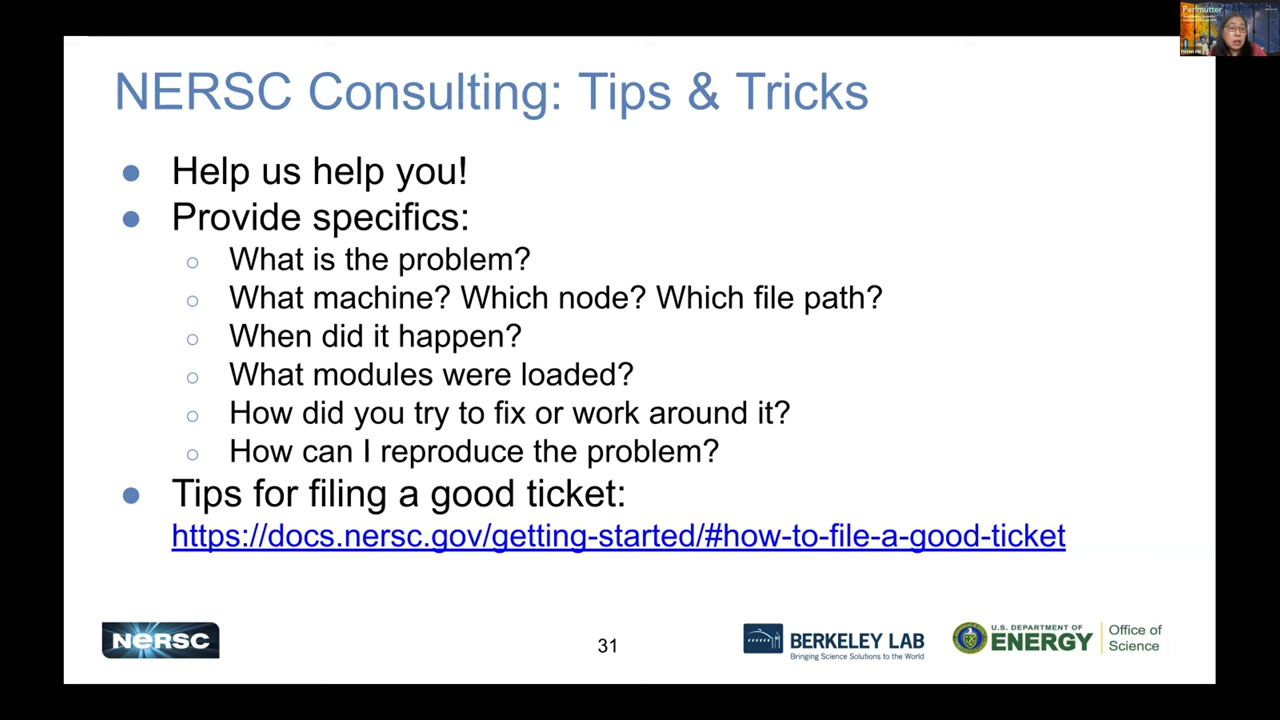 Perlmutter
NERSC Consulting: Tips & Tricks
Help us help you!
Provide specifics:
What is the problem?
What machine? Which node? Which file path?
When did it happen?
What modules were loaded?
How did you try to fix or work around it?
How can I reproduce the problem?
Tips for filing a good ticket:
https://docs.nersc.gov/getting-started/#how-to-file-a-good-ticket
NERSC
31
BERKELEY LAB
Bringing Science Solutions to the World
U.S. DEPARTMENT OF
ENERGY
Office of
Science